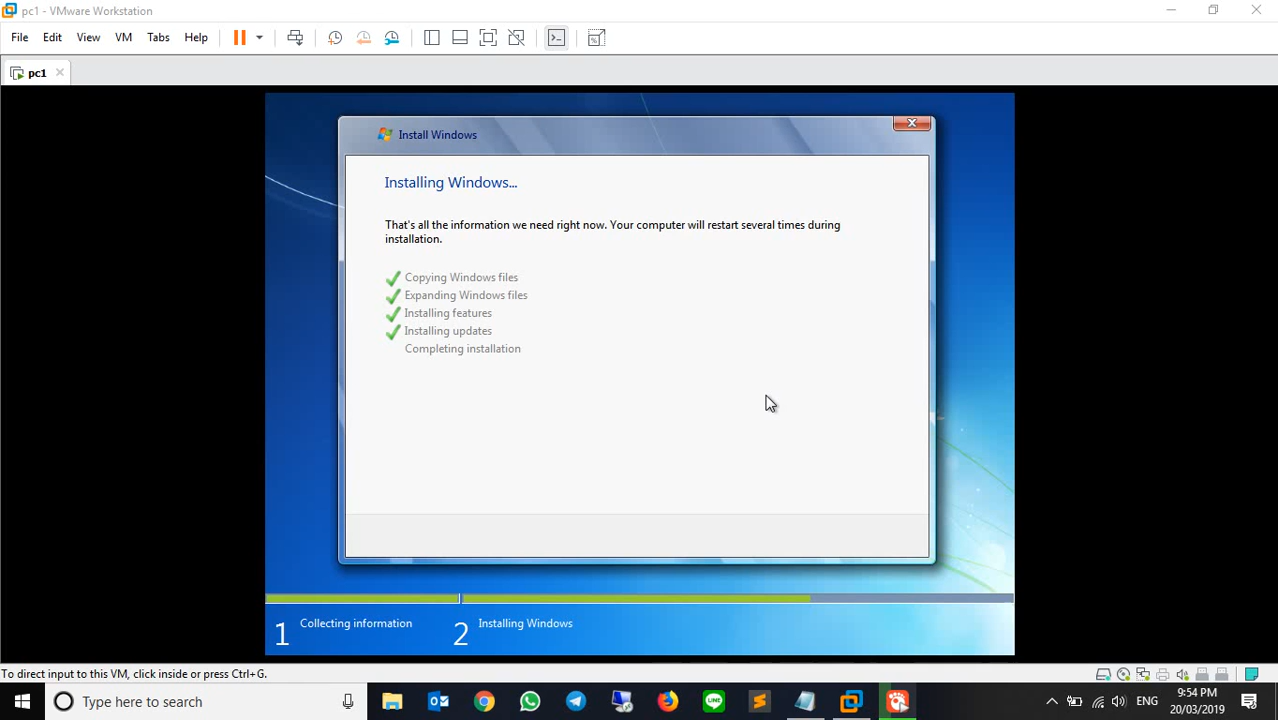 pc1 - VMware Workstation
File Edit View VM Tabs Help
pc1
Install Windows
Installing Windows...
That's all the information we need right now. Your computer will restart several times during
installation.
Copying Windows files
Expanding Windows files
Installing features
Installing updates
Completing installation
1 Collecting information 2 Installing Windows
To direct input to this VM, click inside or press Ctrl+G.
Type here to search
ENG
9:54 PM
20/03/2019